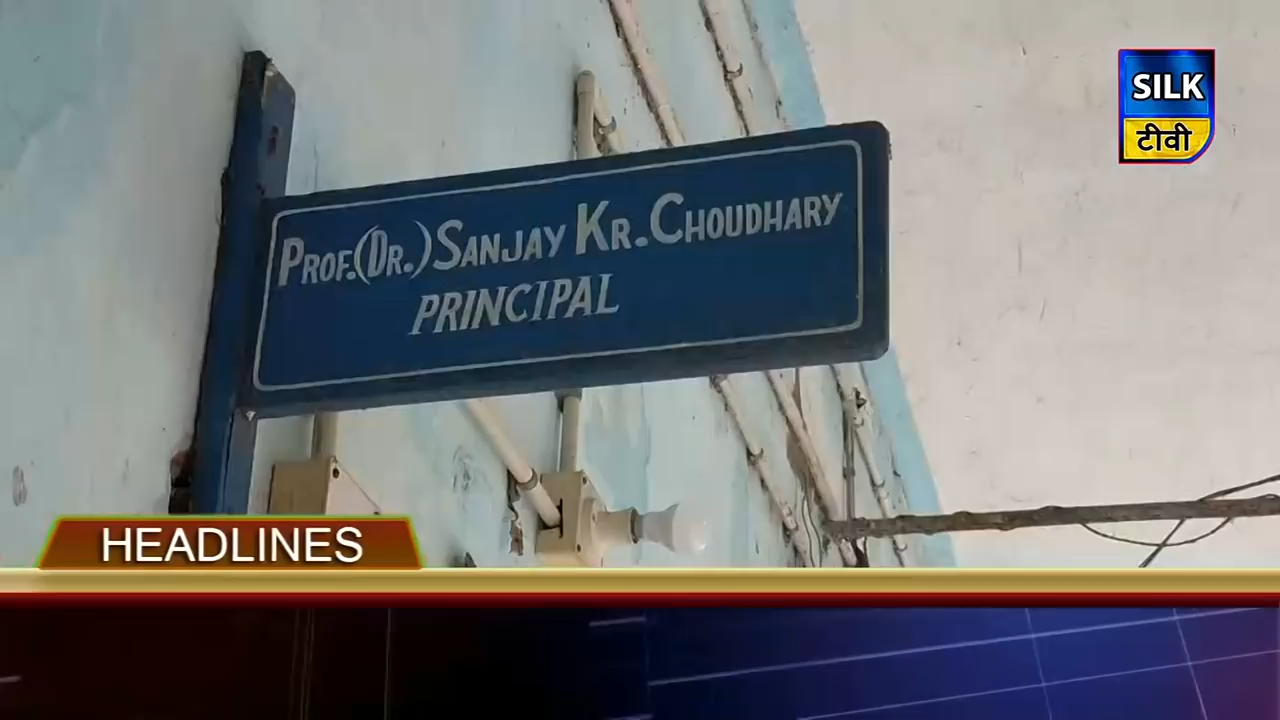 SILK
टीवी
PROF.(DR.) SANJAY KR. CHOUDHARY
PRINCIPAL
HEADLINES